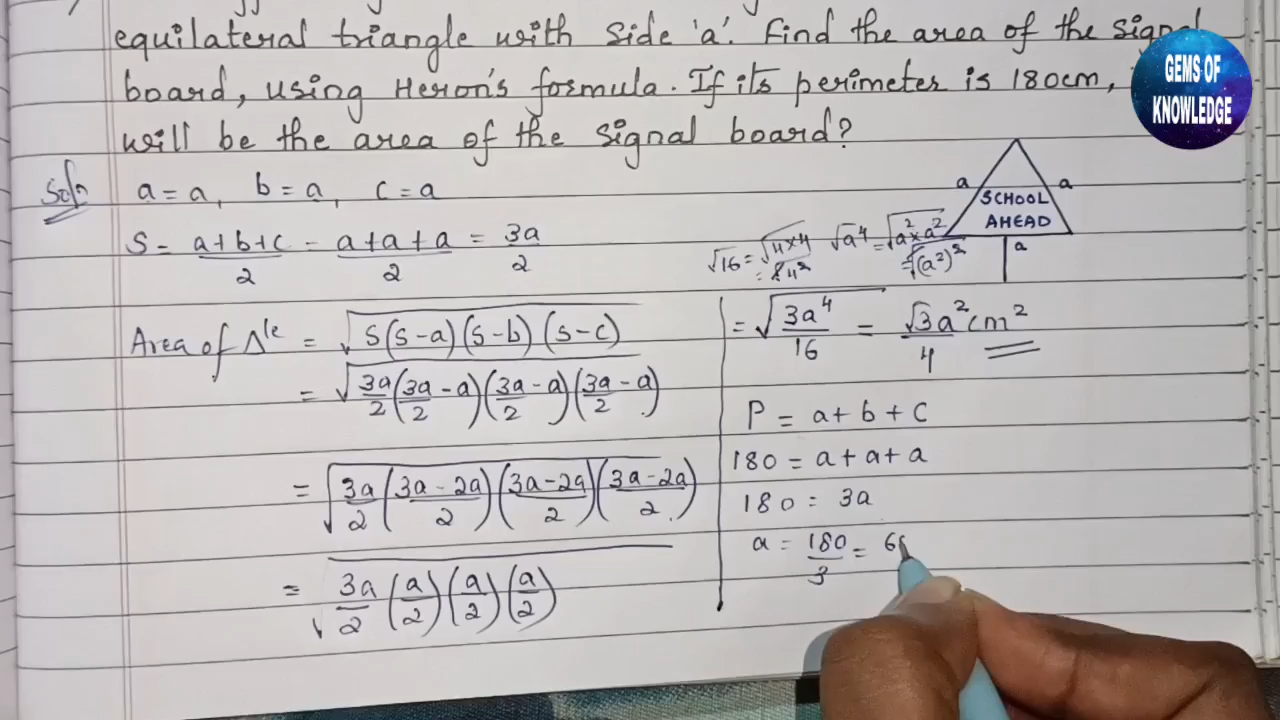 equilateral triangle with side 'a'. Find the area of the signal
board, using Heron's formula. If its perimeter is 180cm,
will be the area of the signal board?
GEMS OF
KNOWLEDGE
Soln
a = a, b = a, c = a
S = a+b+c/2 = a+a+a/2 = 3a/2
√16 = √4×4 √a⁴ = √a²×a²
= √4² = √(a²)²
a a
SCHOOL
AHEAD
a
Area of Δle = √S(S-a)(S-b)(S-c)
= √3a/2(3a/2 - a)(3a/2 - a)(3a/2 - a)
= √3a/2(3a-2a/2)(3a-2a/2)(3a-2a/2)
= √3a/2(a/2)(a/2)(a/2)
= √3a⁴/16 = √3a²/4 cm²
P = a + b + c
180 = a + a + a
180 = 3a
a = 180/3 = 60